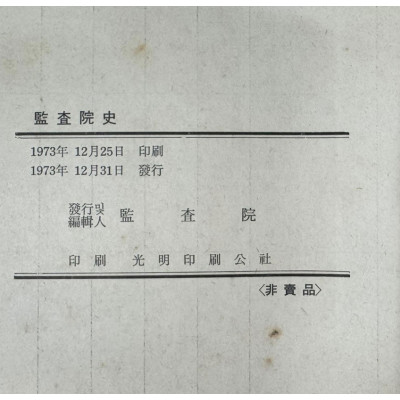 監査院史
1973年 12月25日 印刷
1973年 12月31日 發行
發行및
編輯人 監査院
印刷 光明印刷公社
〈非賣品〉